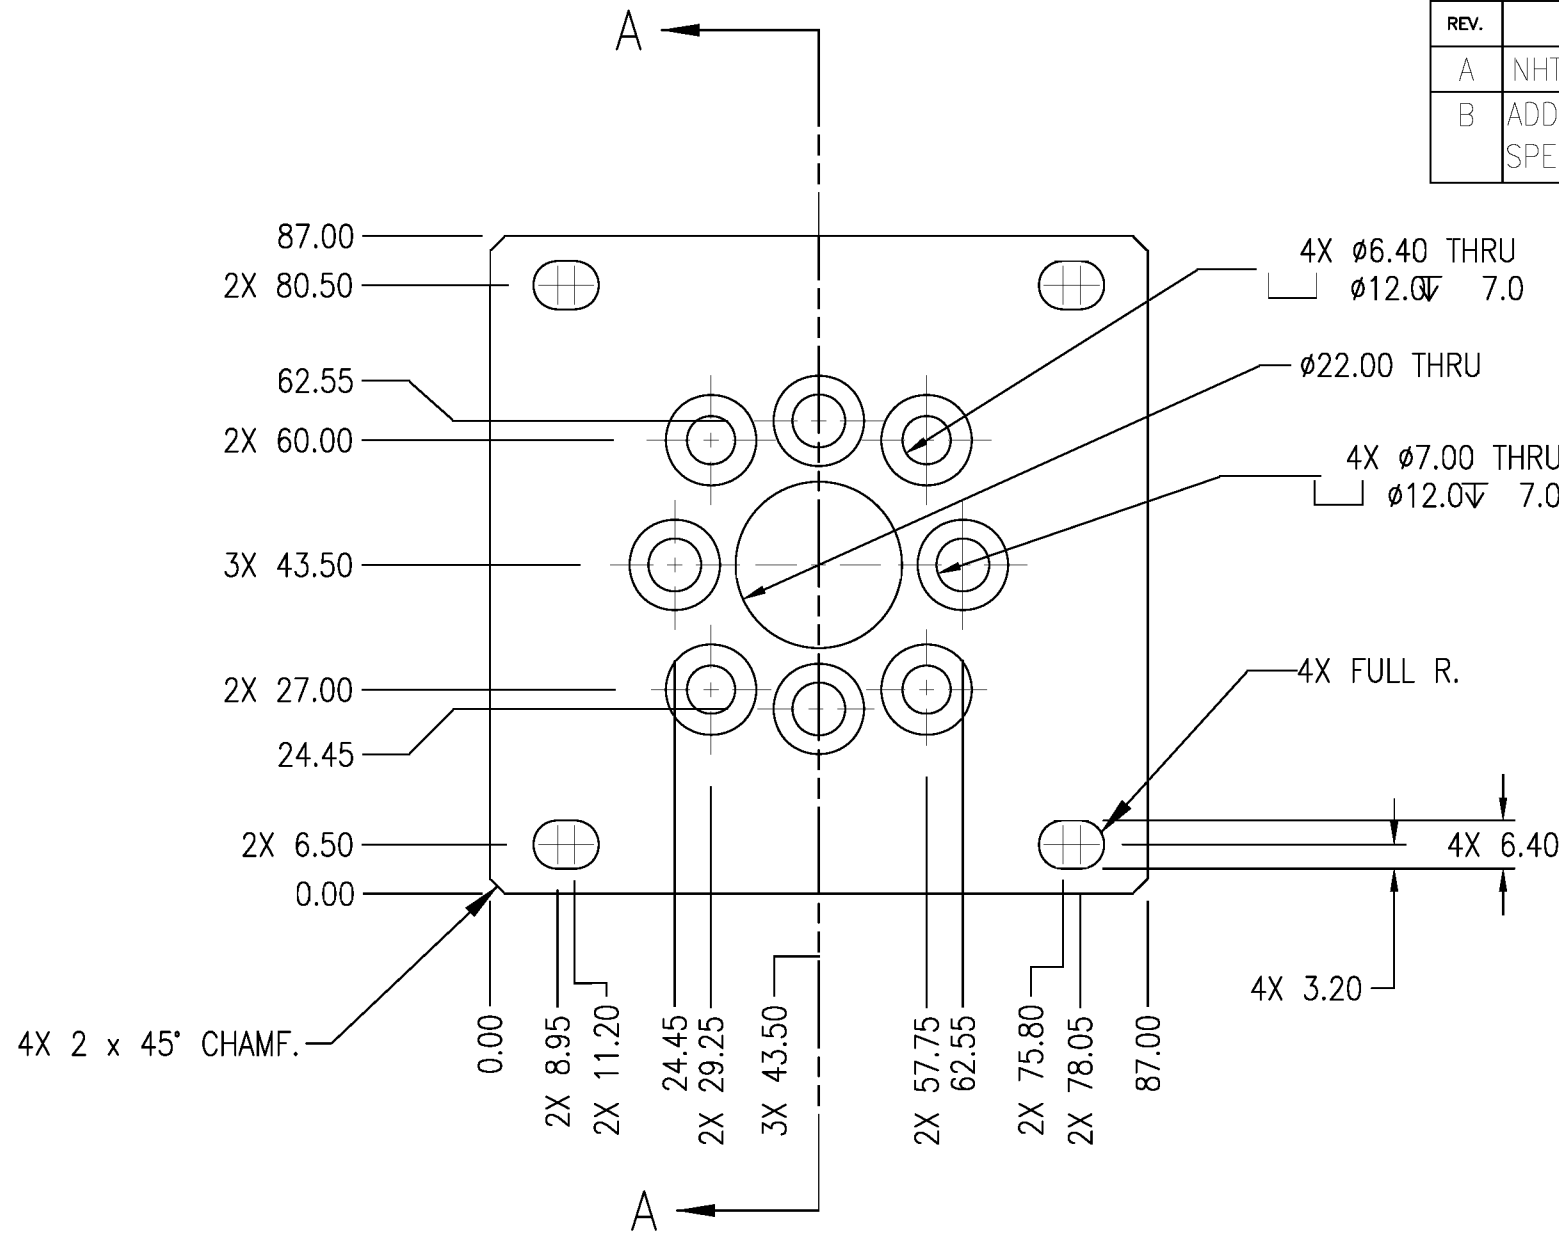 A
REV.
A NHT
B ADD
SPE
87.00
2X 80.50
62.55
2X 60.00
3X 43.50
2X 27.00
24.45
2X 6.50
0.00
4X ø6.40 THRU
⌴ ø12.0↧ 7.0
ø22.00 THRU
4X ø7.00 THRU
⌴ ø12.0↧ 7.0
4X FULL R.
4X 6.40
4X 3.20
4X 2 x 45° CHAMF.
0.00
2X 8.95
2X 11.20
24.45
2X 29.25
3X 43.50
2X 57.75
62.55
2X 75.80
2X 78.05
87.00
A